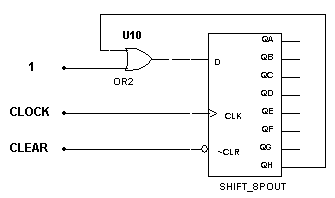 U10
1
OR2
CLOCK
CLEAR
D
CLK
~CLR
QA
QB
QC
QD
QE
QF
QG
QH
SHIFT_8POUT